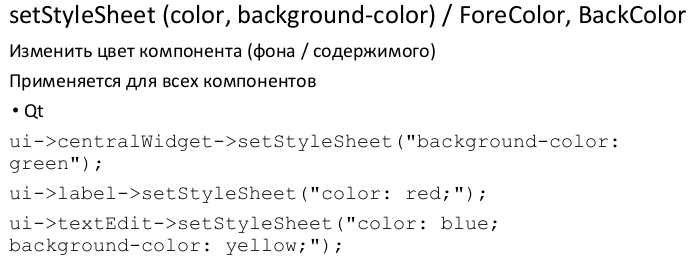 setStyleSheet (color, background-color) / ForeColor, BackColor
Изменить цвет компонента (фона / содержимого)
Применяется для всех компонентов
• Qt
ui->centralWidget->setStyleSheet("background-color:
green");
ui->label->setStyleSheet("color: red;");
ui->textEdit->setStyleSheet("color: blue;
background-color: yellow;");